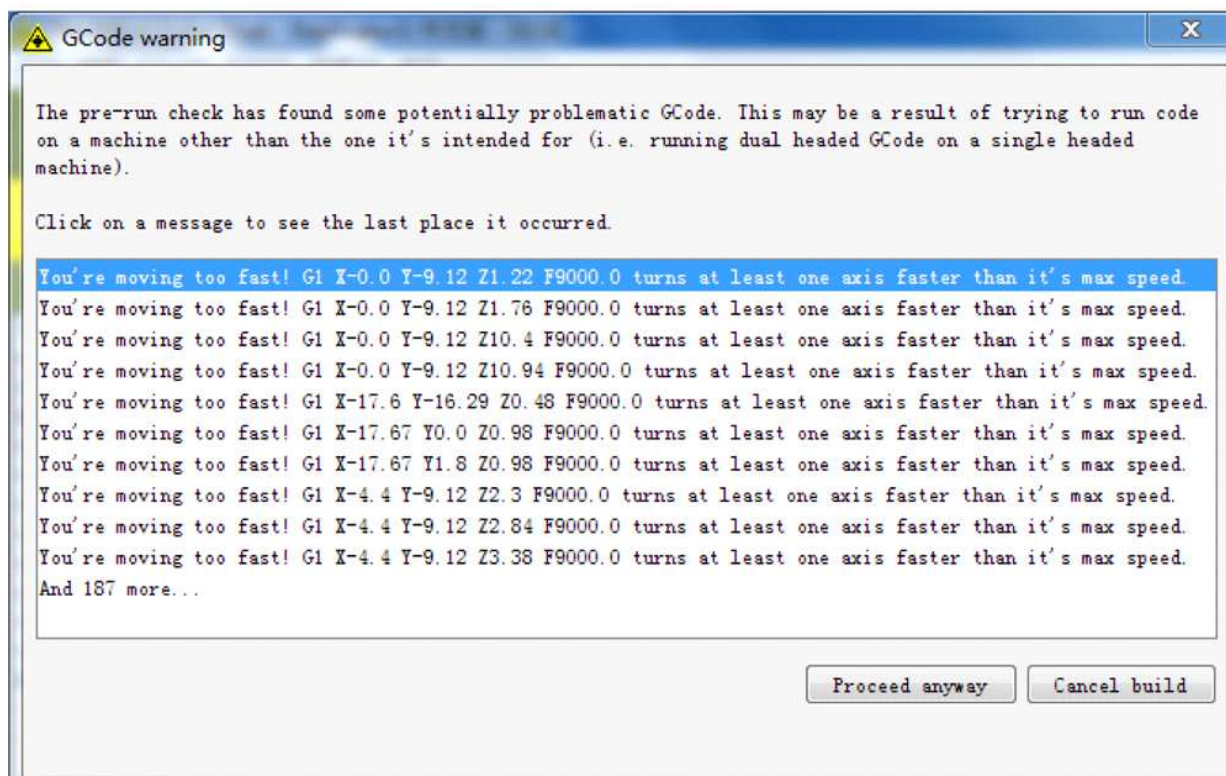 GCode warning
The pre-run check has found some potentially problematic GCode. This may be a result of trying to run code
on a machine other than the one it's intended for (i.e. running dual headed GCode on a single headed
machine).
Click on a message to see the last place it occurred.
You're moving too fast! G1 X-0.0 Y-9.12 Z1.22 F9000.0 turns at least one axis faster than it's max speed.
You're moving too fast! G1 X-0.0 Y-9.12 Z1.76 F9000.0 turns at least one axis faster than it's max speed.
You're moving too fast! G1 X-0.0 Y-9.12 Z10.4 F9000.0 turns at least one axis faster than it's max speed.
You're moving too fast! G1 X-0.0 Y-9.12 Z10.94 F9000.0 turns at least one axis faster than it's max speed.
You're moving too fast! G1 X-17.6 Y-16.29 Z0.48 F9000.0 turns at least one axis faster than it's max speed.
You're moving too fast! G1 X-17.67 Y0.0 Z0.98 F9000.0 turns at least one axis faster than it's max speed.
You're moving too fast! G1 X-17.67 Y1.8 Z0.98 F9000.0 turns at least one axis faster than it's max speed.
You're moving too fast! G1 X-4.4 Y-9.12 Z2.3 F9000.0 turns at least one axis faster than it's max speed.
You're moving too fast! G1 X-4.4 Y-9.12 Z2.84 F9000.0 turns at least one axis faster than it's max speed.
You're moving too fast! G1 X-4.4 Y-9.12 Z3.38 F9000.0 turns at least one axis faster than it's max speed.
And 187 more...
Proceed anyway Cancel build